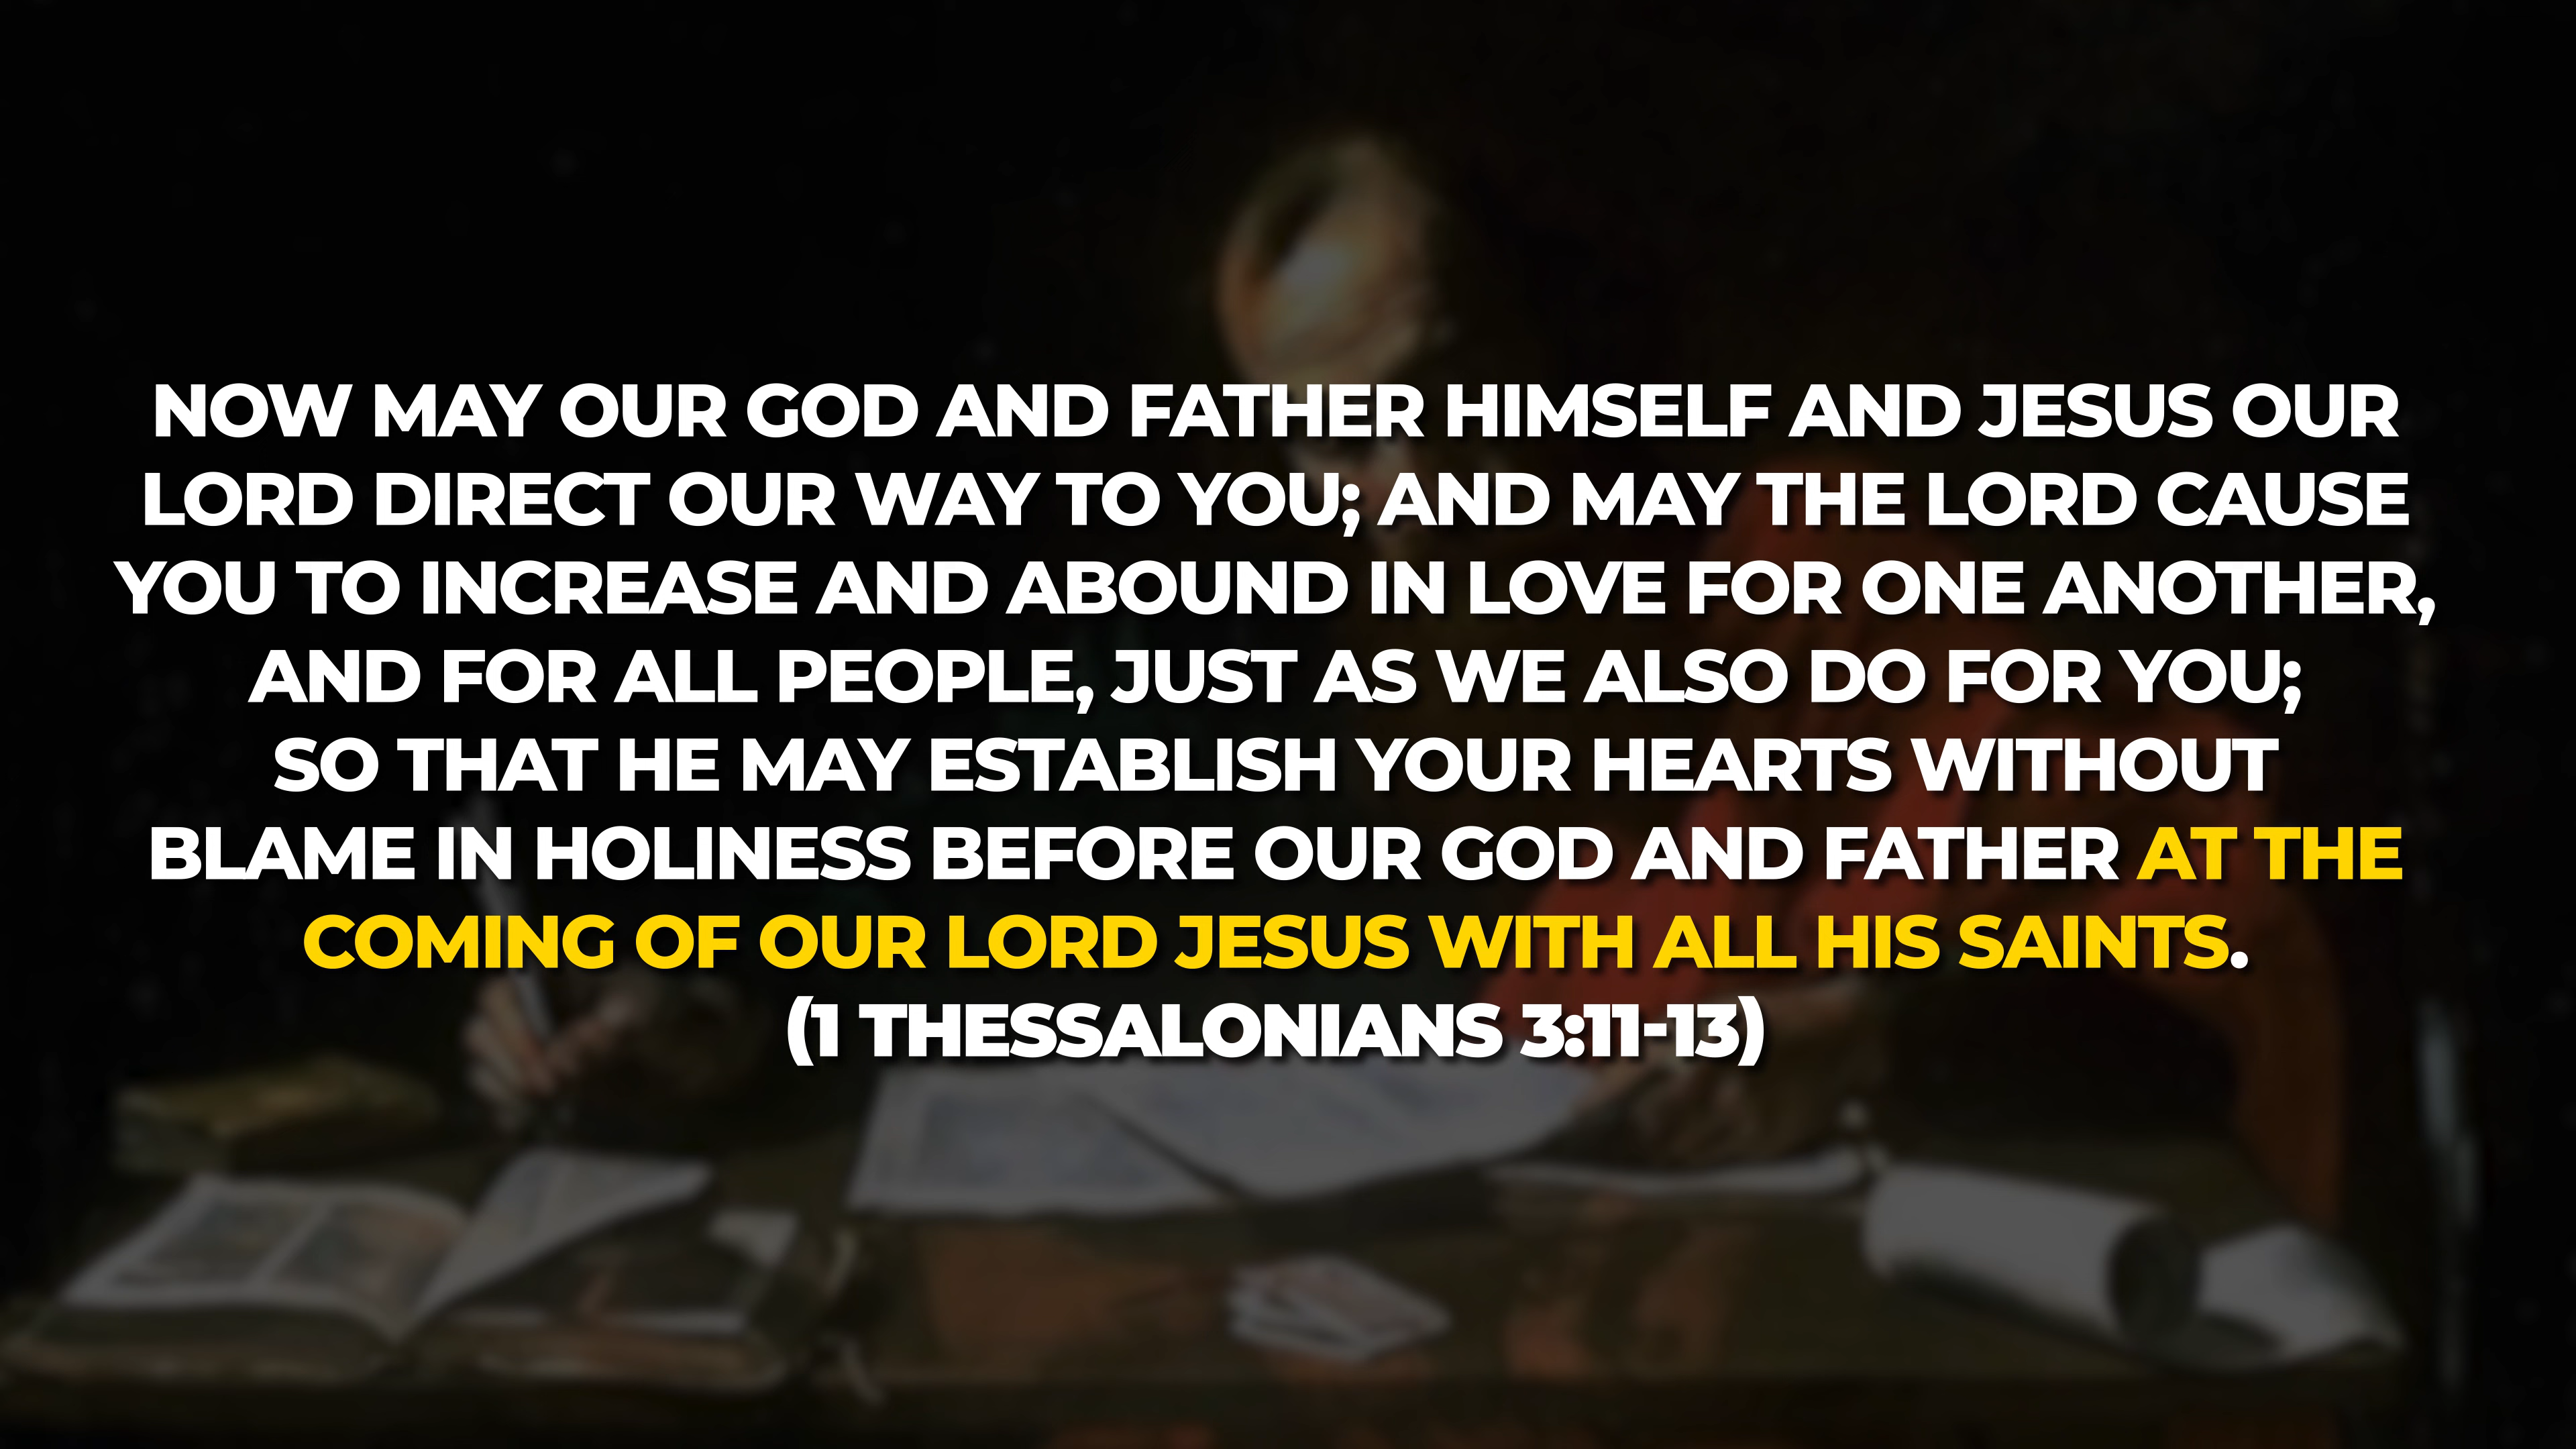 NOW MAY OUR GOD AND FATHER HIMSELF AND JESUS OUR
LORD DIRECT OUR WAY TO YOU; AND MAY THE LORD CAUSE
YOU TO INCREASE AND ABOUND IN LOVE FOR ONE ANOTHER,
AND FOR ALL PEOPLE, JUST AS WE ALSO DO FOR YOU;
SO THAT HE MAY ESTABLISH YOUR HEARTS WITHOUT
BLAME IN HOLINESS BEFORE OUR GOD AND FATHER AT THE
COMING OF OUR LORD JESUS WITH ALL HIS SAINTS.
(1 THESSALONIANS 3:11-13)